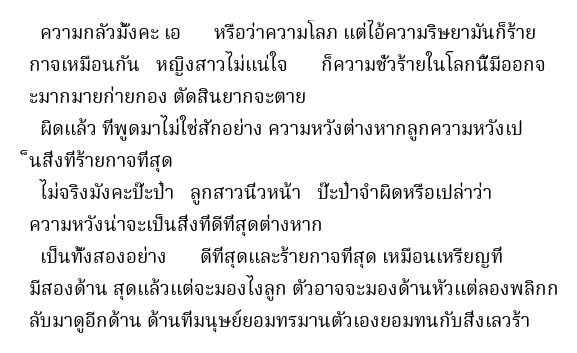 ความกลัวมั้งคะ เอ หรือว่าความโลภ แต่ไอ้ความริษยามันก็ร้าย
กาจเหมือนกัน หญิงสาวไม่แน่ใจ ก็ความชั่วร้ายในโลกนี้มีออกจ
ะมากมายก่ายกอง ตัดสินยากจะตาย
ผิดแล้ว ที่พูดมาไม่ใช่สักอย่าง ความหวังต่างหากลูกความหวังเป
็นสิ่งที่ร้ายกาจที่สุด
ไม่จริงมังคะป๊ะป๋า ลูกสาวนิ่วหน้า ป๊ะป๋าจำผิดหรือเปล่าว่า
ความหวังน่าจะเป็นสิ่งที่ดีที่สุดต่างหาก
เป็นทั้งสองอย่าง ดีที่สุดและร้ายกาจที่สุด เหมือนเหรียญที่
มีสองด้าน สุดแล้วแต่จะมองไงลูก ตัวอาจจะมองด้านหัวแต่ลองพลิกก
ลับมาดูอีกด้าน ด้านที่มนุษย์ยอมทรมานตัวเองยอมทนกับสิ่งเลวร้า